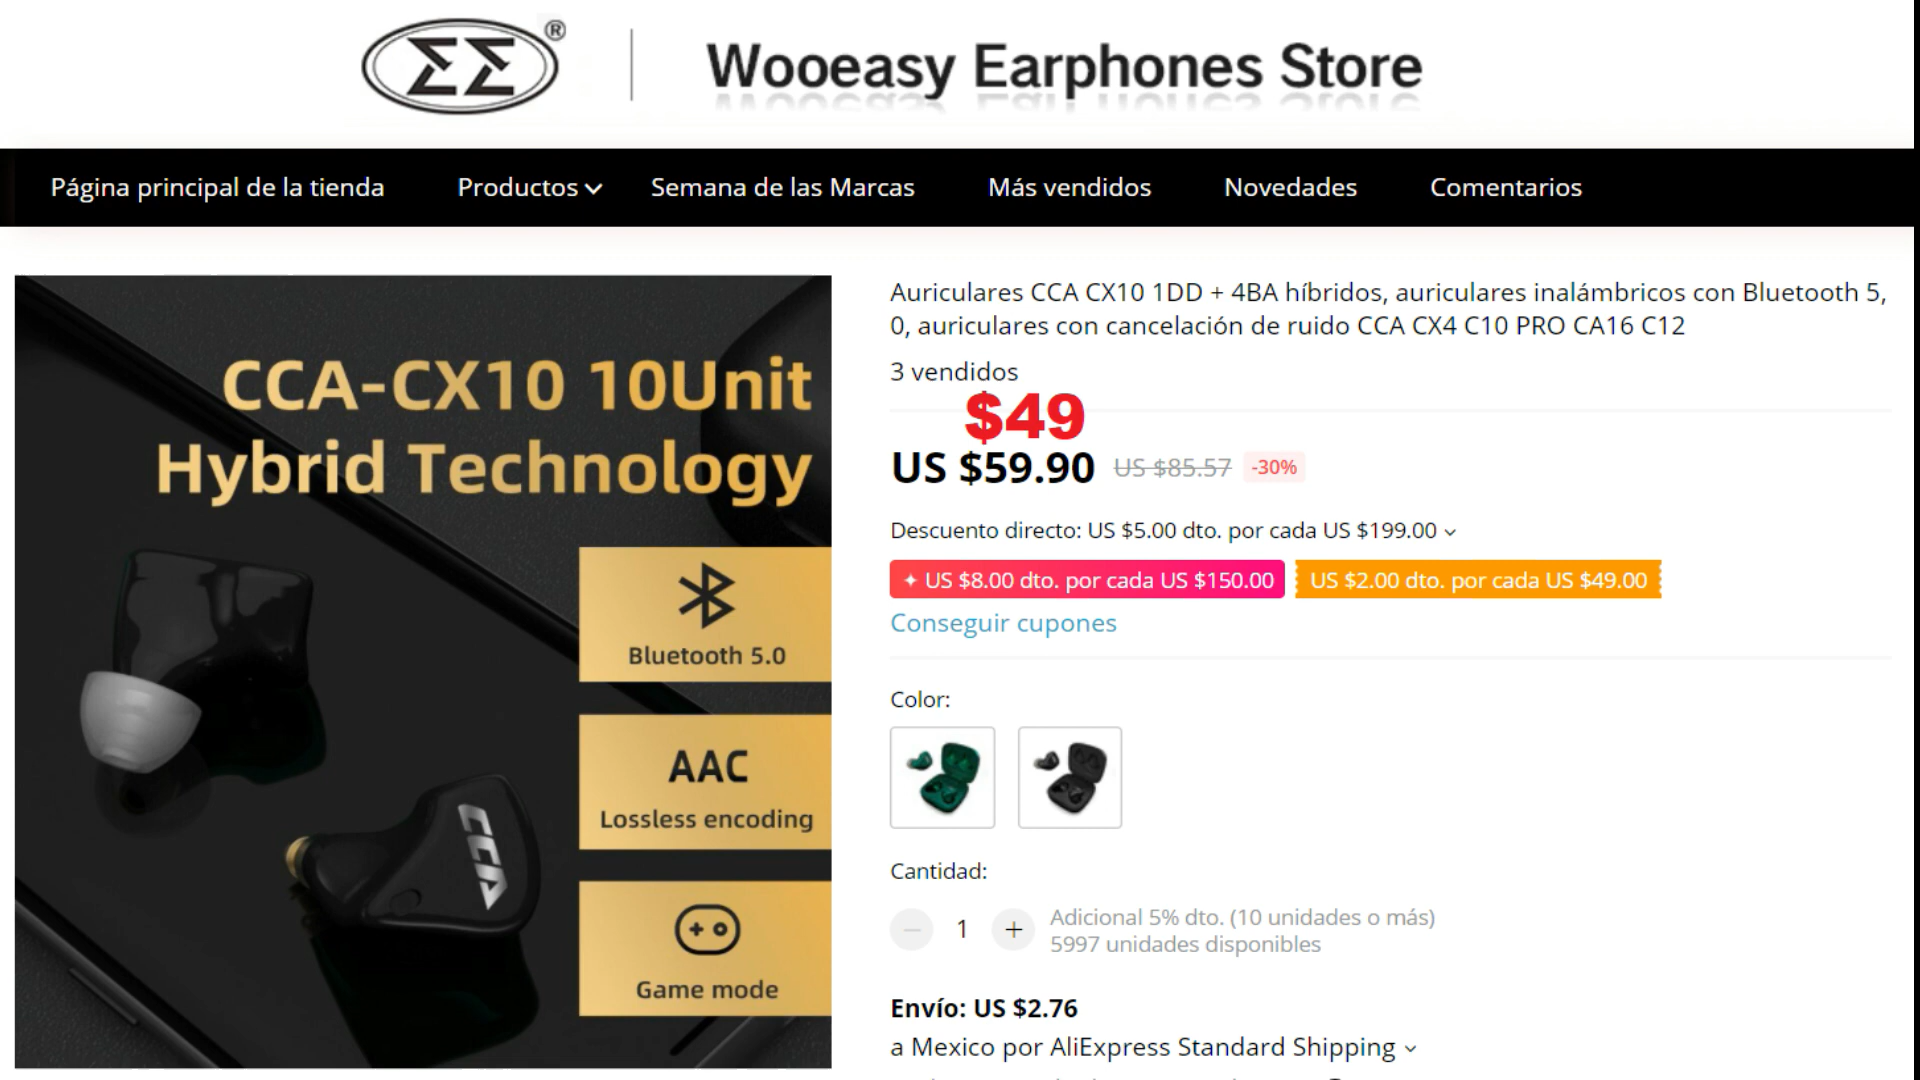 ΣΣ ®
Wooeasy Earphones Store
Página principal de la tienda Productos Semana de las Marcas Más vendidos Novedades Comentarios
CCA-CX10 10Unit
Hybrid Technology
Bluetooth 5.0
AAC
Lossless encoding
Game mode
CCA
Auriculares CCA CX10 1DD + 4BA híbridos, auriculares inalámbricos con Bluetooth 5,
0, auriculares con cancelación de ruido CCA CX4 C10 PRO CA16 C12
3 vendidos
$49
US $59.90 US $85.57 -30%
Descuento directo: US $5.00 dto. por cada US $199.00
US $8.00 dto. por cada US $150.00 US $2.00 dto. por cada US $49.00
Conseguir cupones
Color:
Cantidad:
1
Adicional 5% dto. (10 unidades o más)
5997 unidades disponibles
Envío: US $2.76
a Mexico por AliExpress Standard Shipping